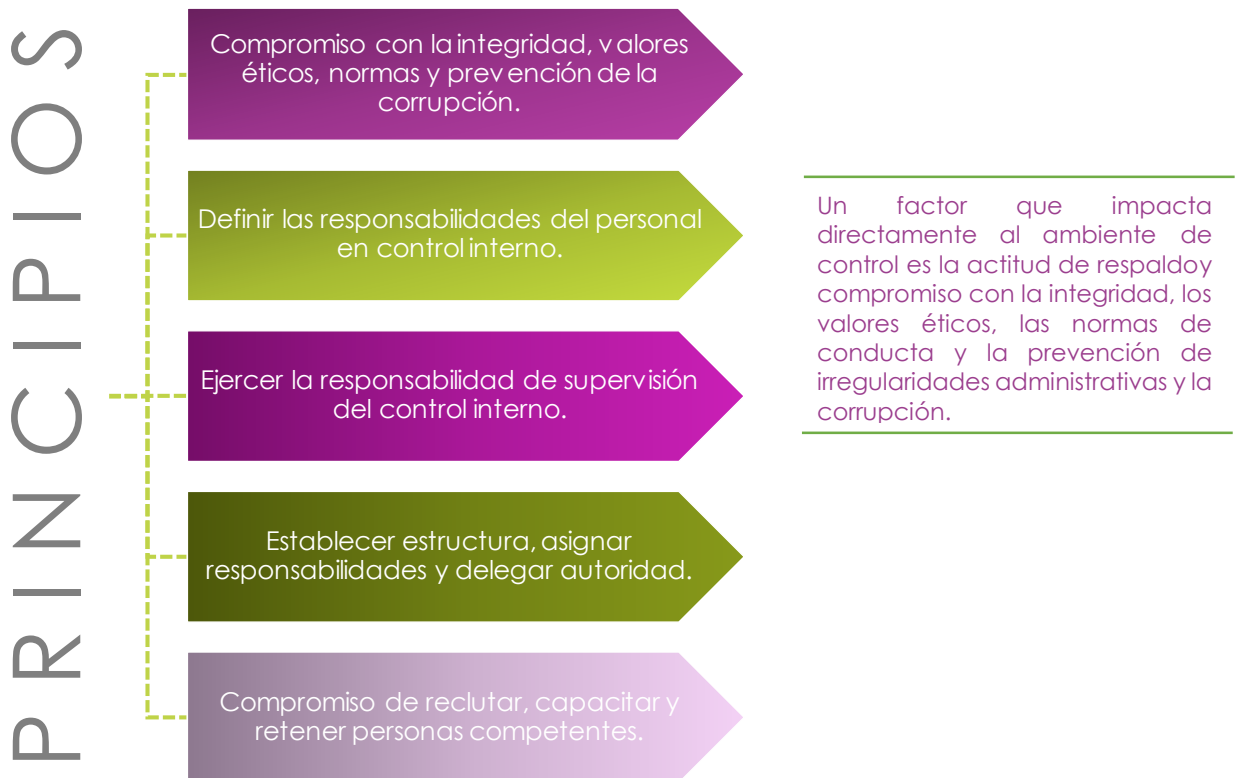 PRINCIPIOS
Compromiso con la integridad, valores
éticos, normas y prevención de la
corrupción.
Definir las responsabilidades del personal
en control interno.
Ejercer la responsabilidad de supervisión
del control interno.
Establecer estructura, asignar
responsabilidades y delegar autoridad.
Compromiso de reclutar, capacitar y
retener personas competentes.
Un factor que impacta
directamente al ambiente de
control es la actitud de respaldoy
compromiso con la integridad, los
valores éticos, las normas de
conducta y la prevención de
irregularidades administrativas y la
corrupción.